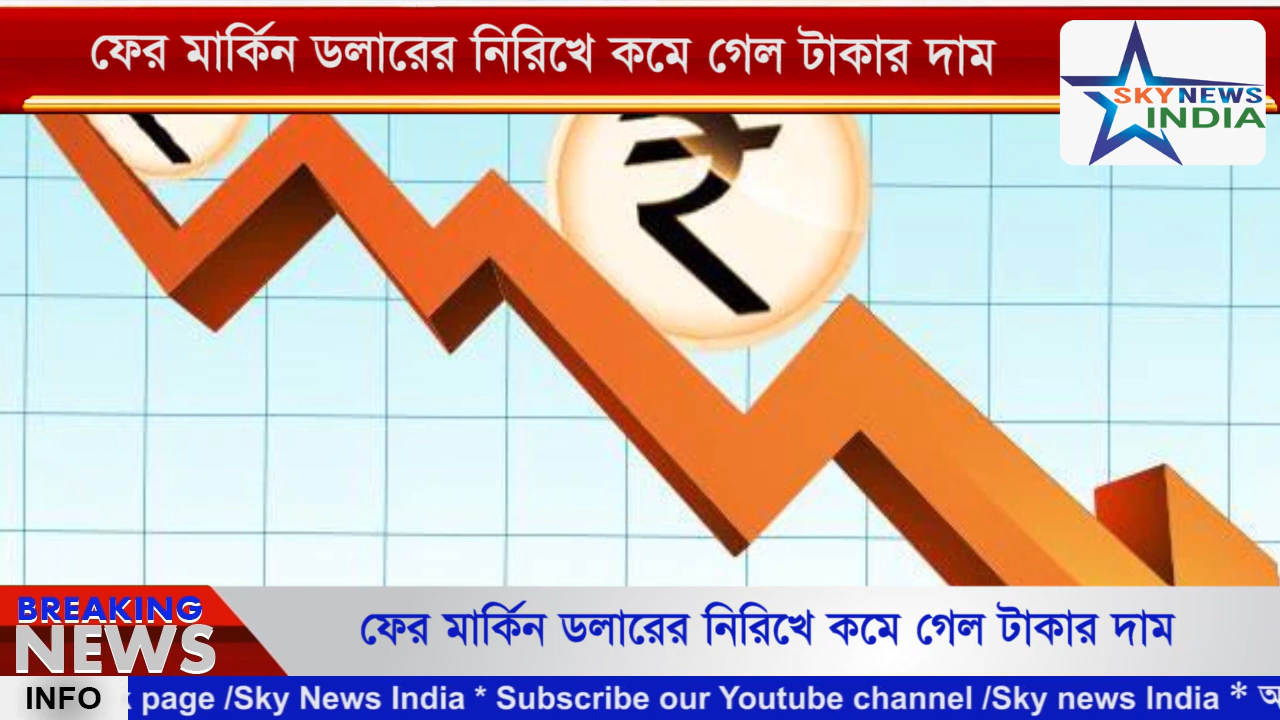 ফের মার্কিন ডলারের নিরিখে কমে গেল টাকার দাম
SKY NEWS
INDIA
₹
BREAKING
NEWS
ফের মার্কিন ডলারের নিরিখে কমে গেল টাকার দাম
INFO
page /Sky News India * Subscribe our Youtube channel /Sky news India *